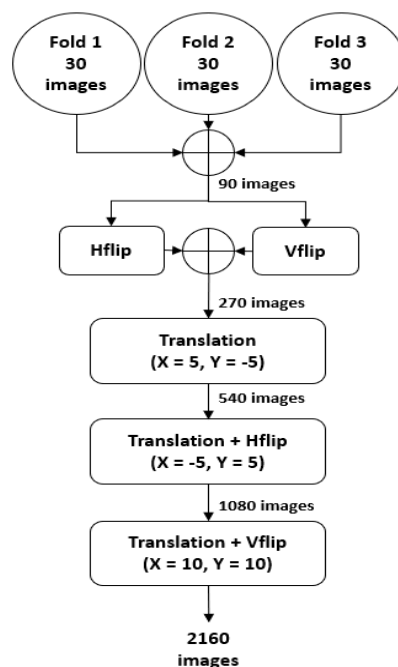 Fold 1
30
images
Fold 2
30
images
Fold 3
30
images
90 images
Hflip
Vflip
270 images
Translation
(X = 5, Y = -5)
540 images
Translation + Hflip
(X = -5, Y = 5)
1080 images
Translation + Vflip
(X = 10, Y = 10)
2160
images